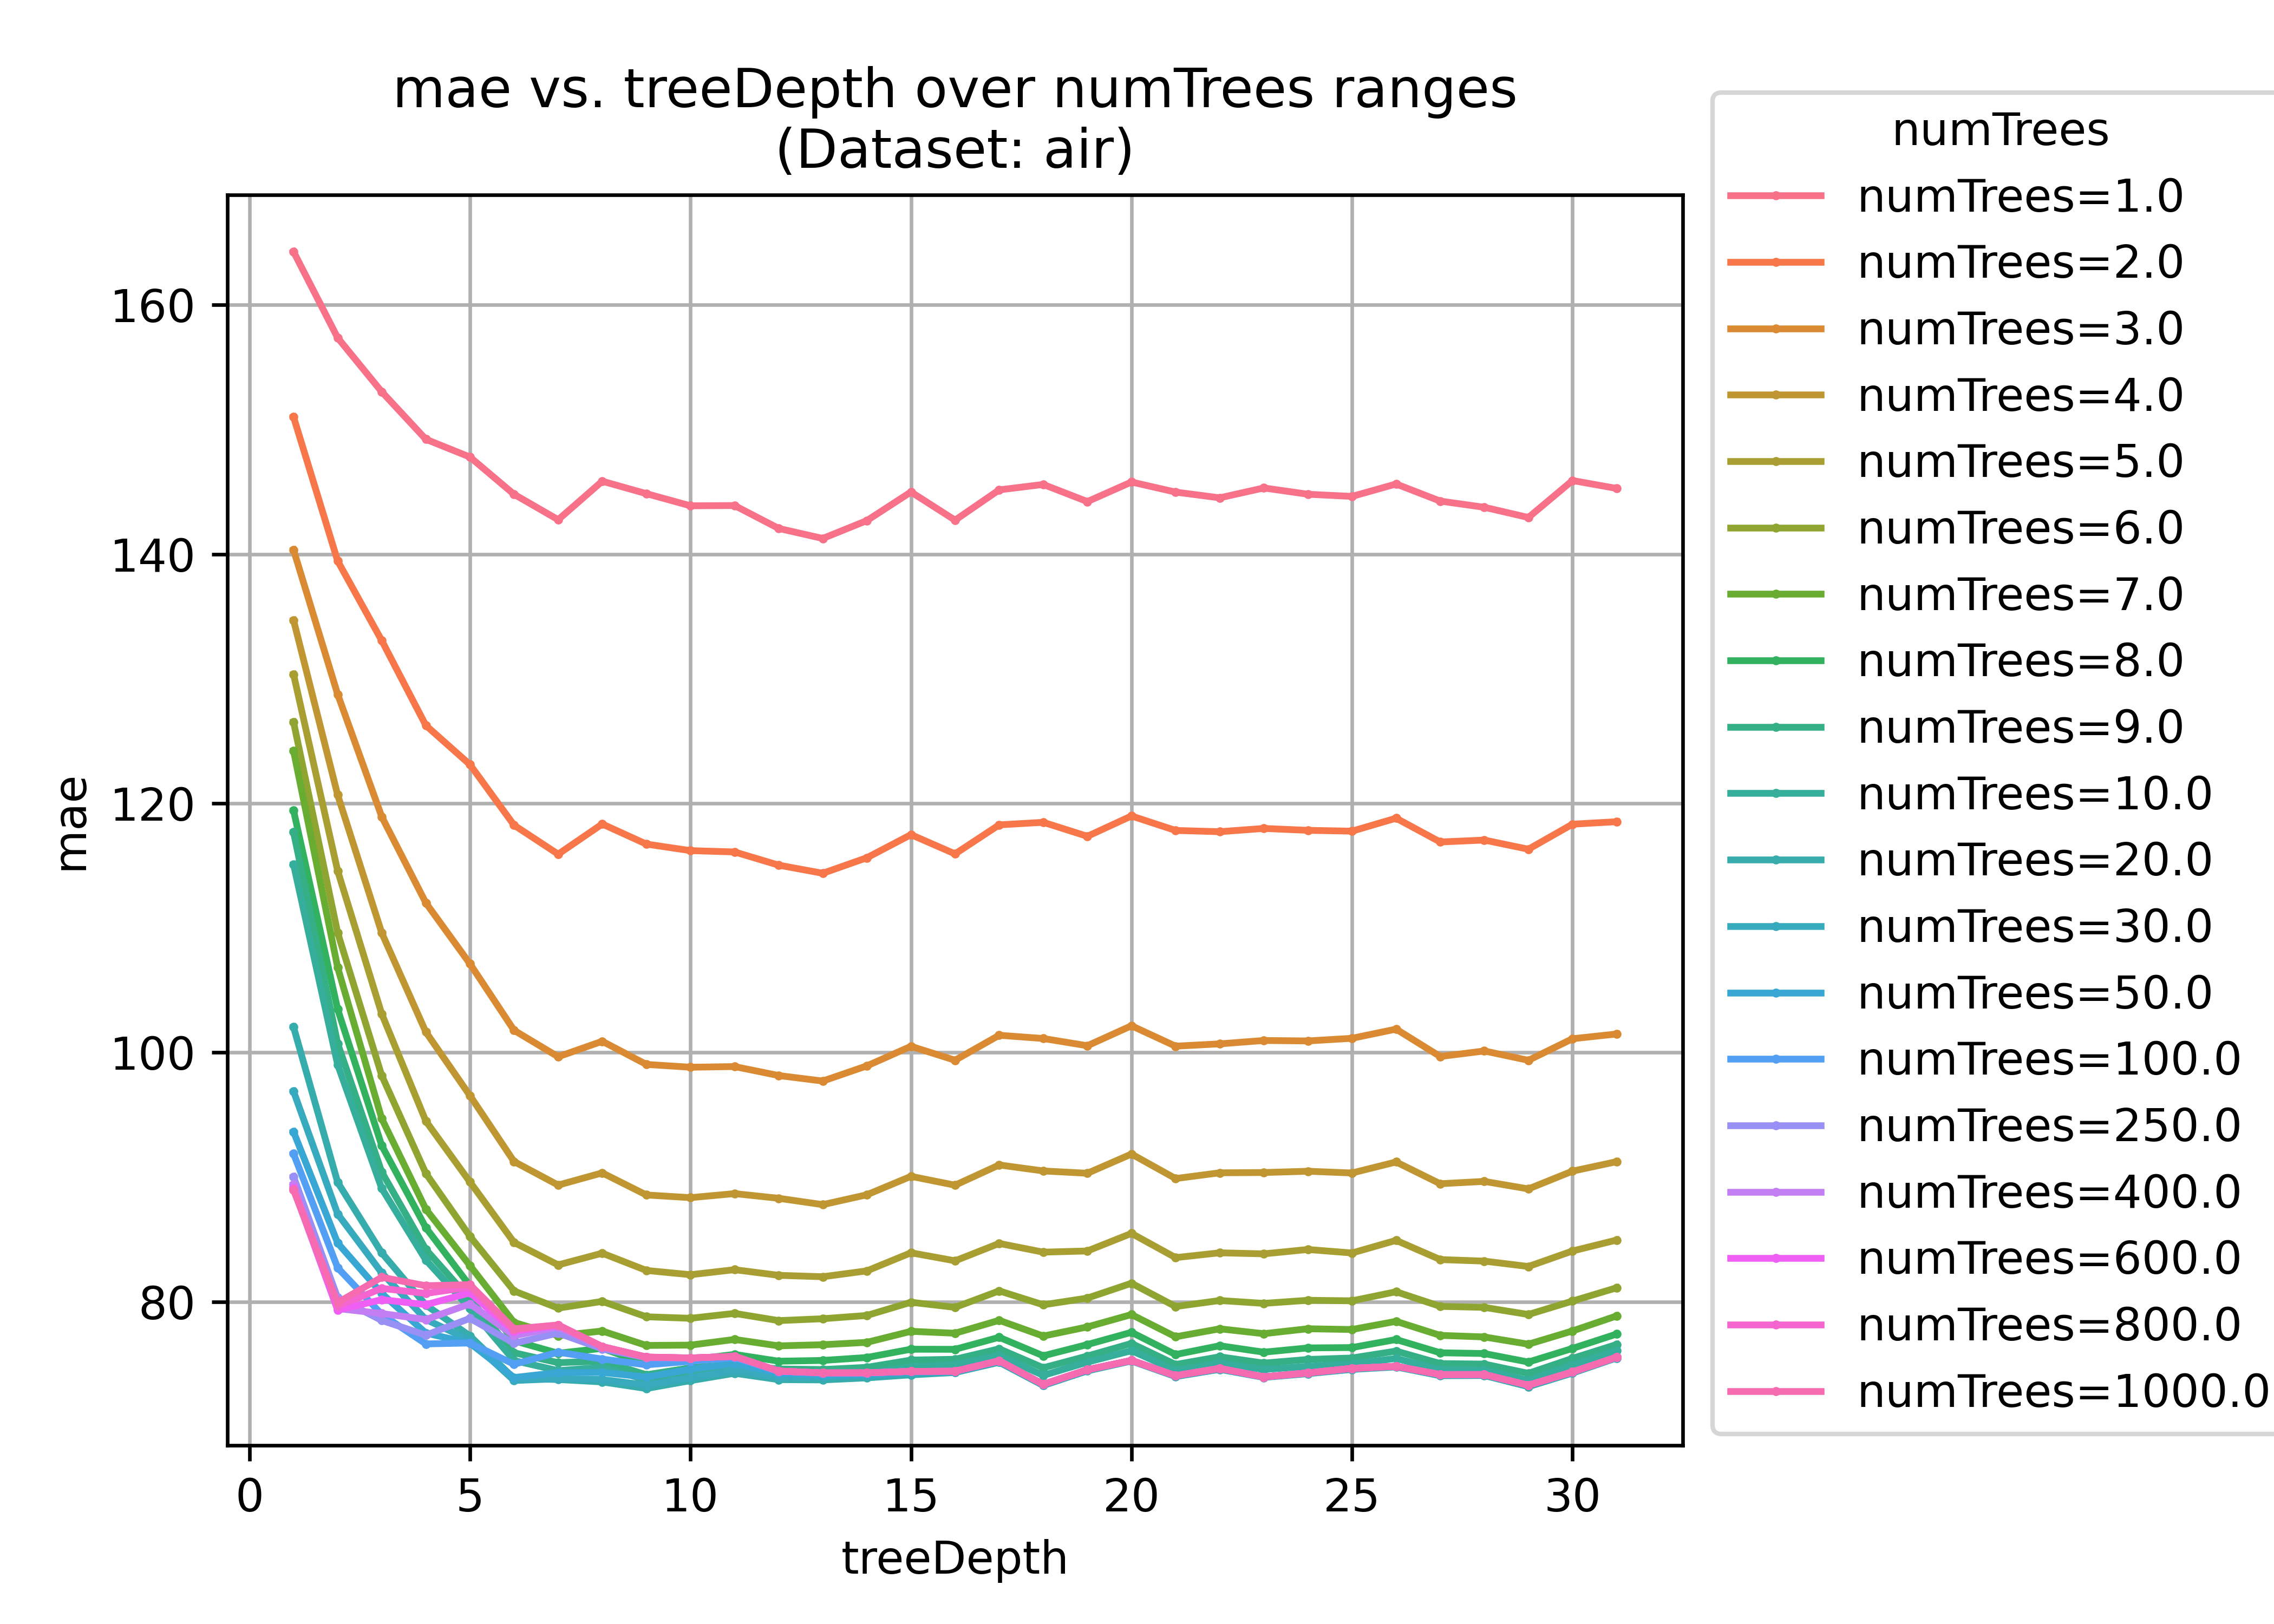 mae vs. treeDepth over numTrees ranges
(Dataset: air)
mae
160
140
120
100
80
0
5
10
15
20
25
30
treeDepth
numTrees
numTrees=1.0
numTrees=2.0
numTrees=3.0
numTrees=4.0
numTrees=5.0
numTrees=6.0
numTrees=7.0
numTrees=8.0
numTrees=9.0
numTrees=10.0
numTrees=20.0
numTrees=30.0
numTrees=50.0
numTrees=100.0
numTrees=250.0
numTrees=400.0
numTrees=600.0
numTrees=800.0
numTrees=1000.0